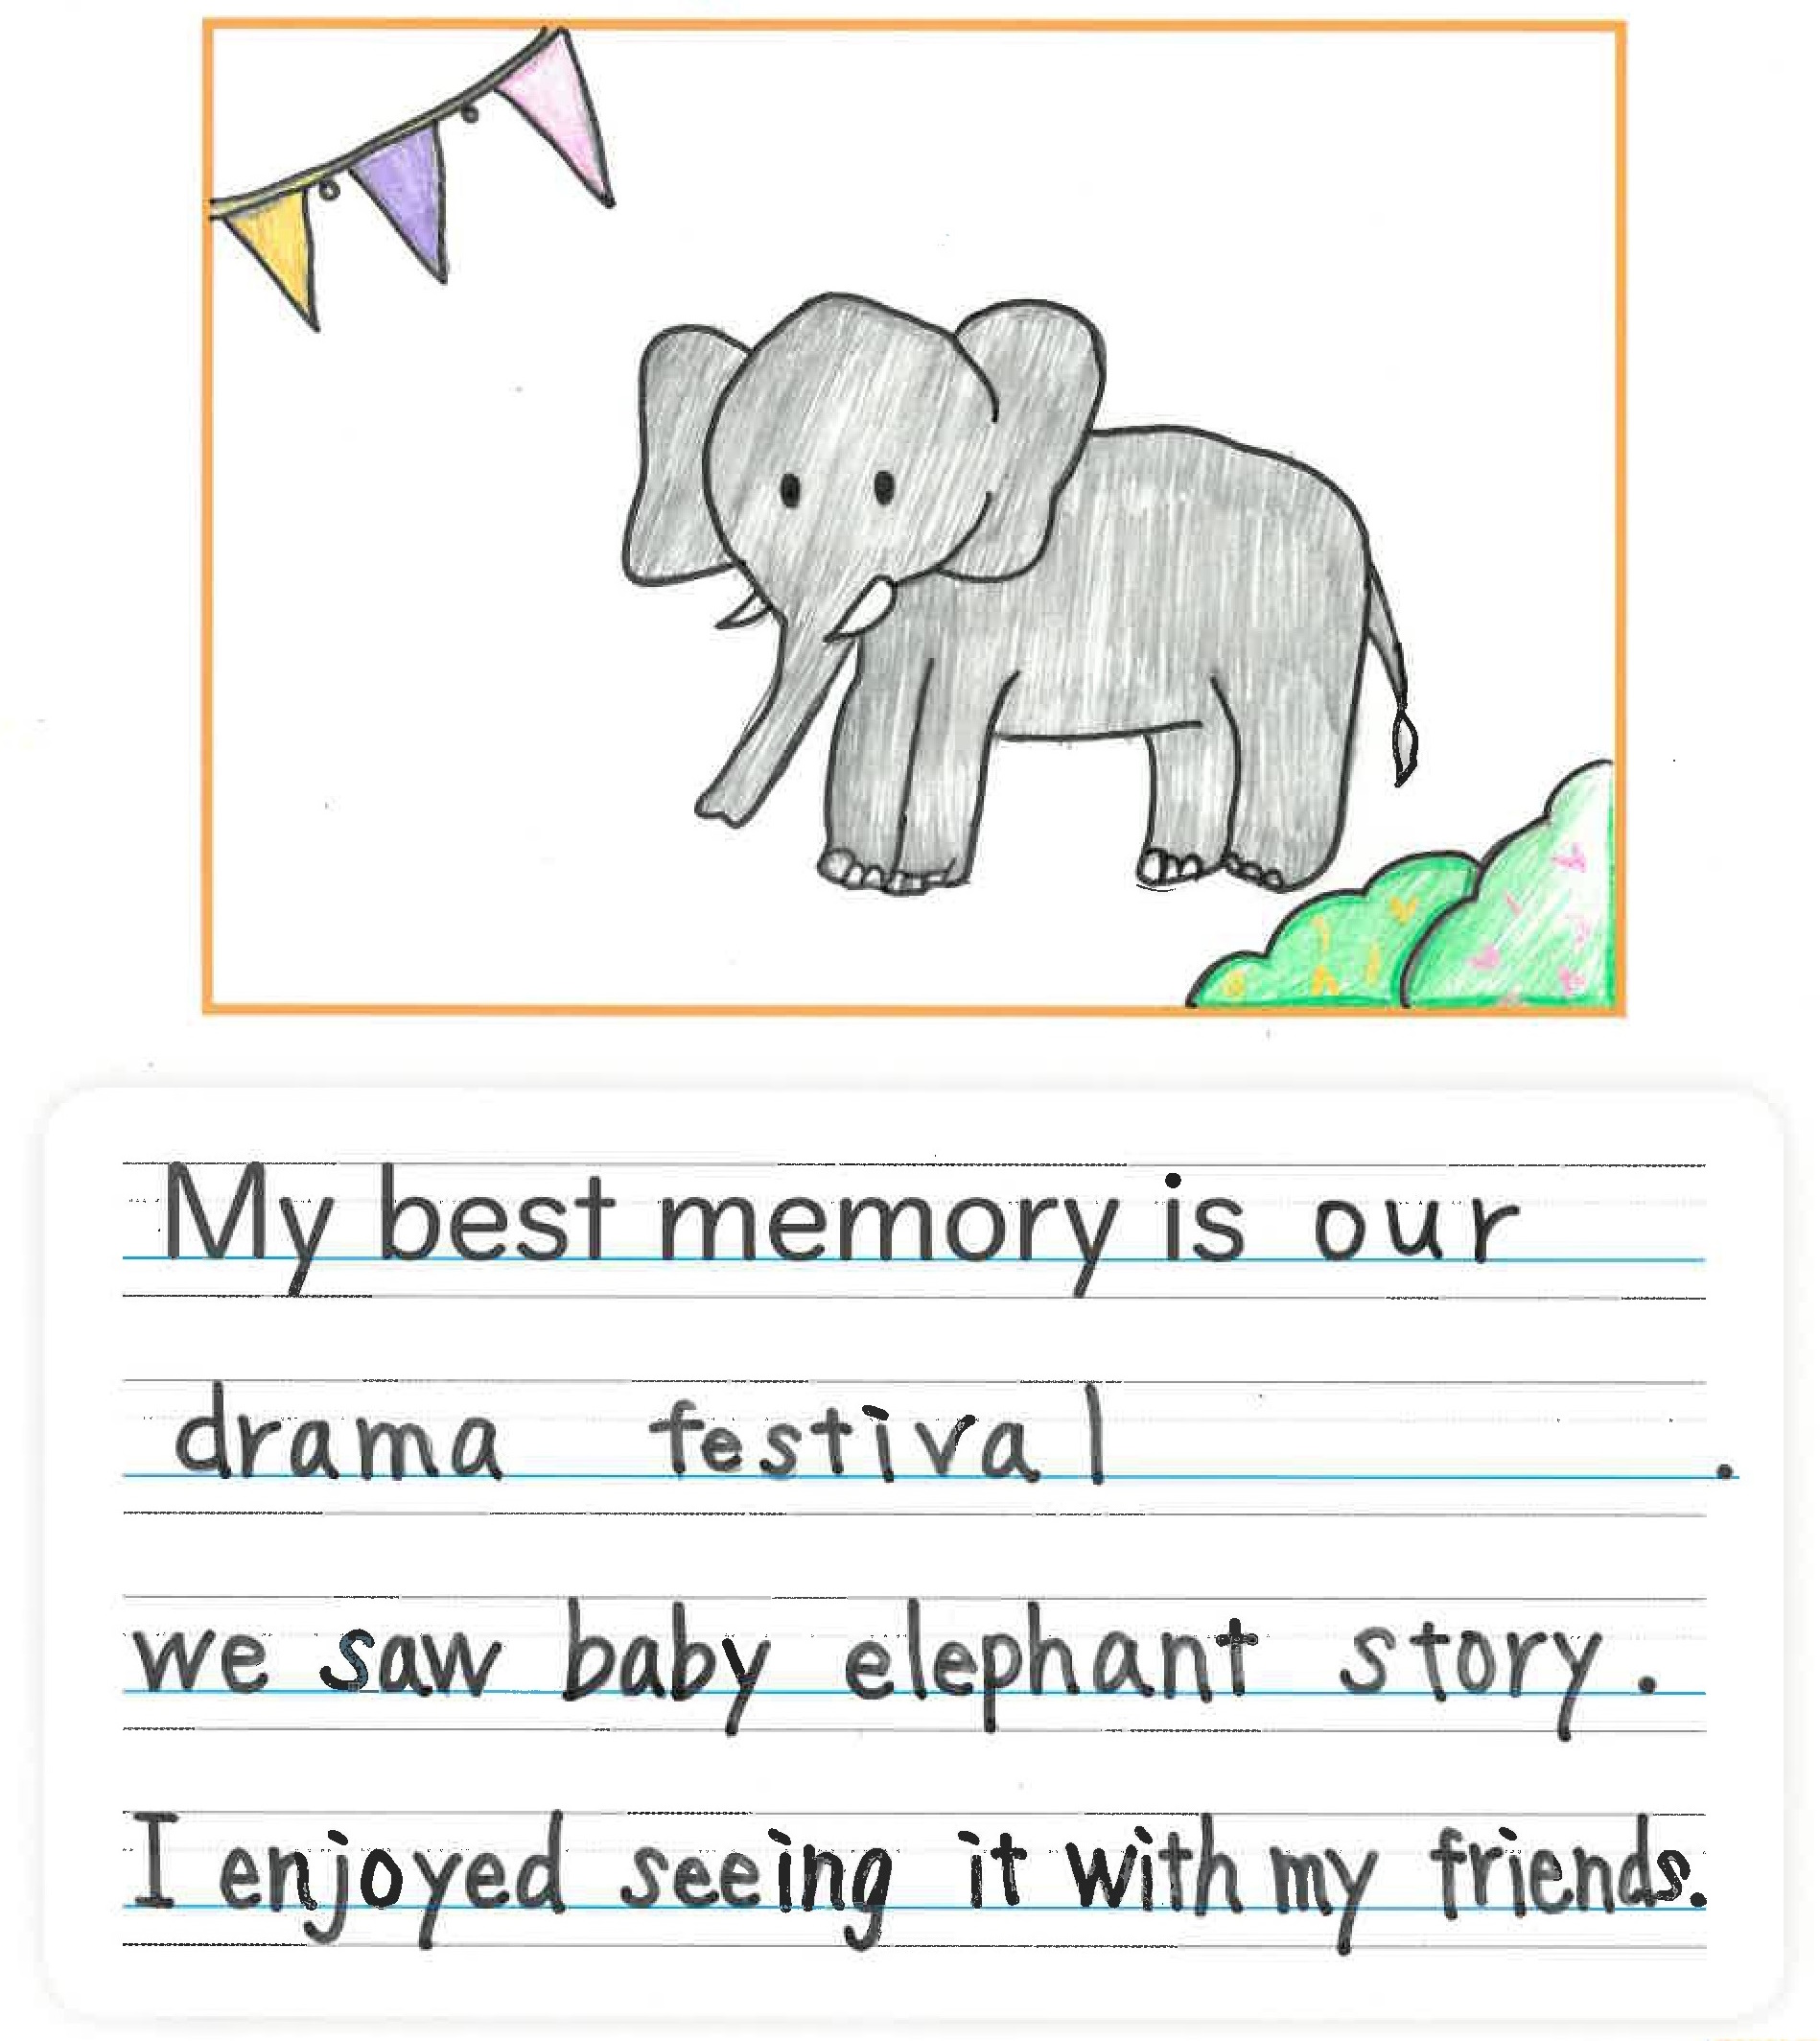 My best memory is our
drama festival .
we saw baby elephant story.
I enjoyed seeing it with my friends.